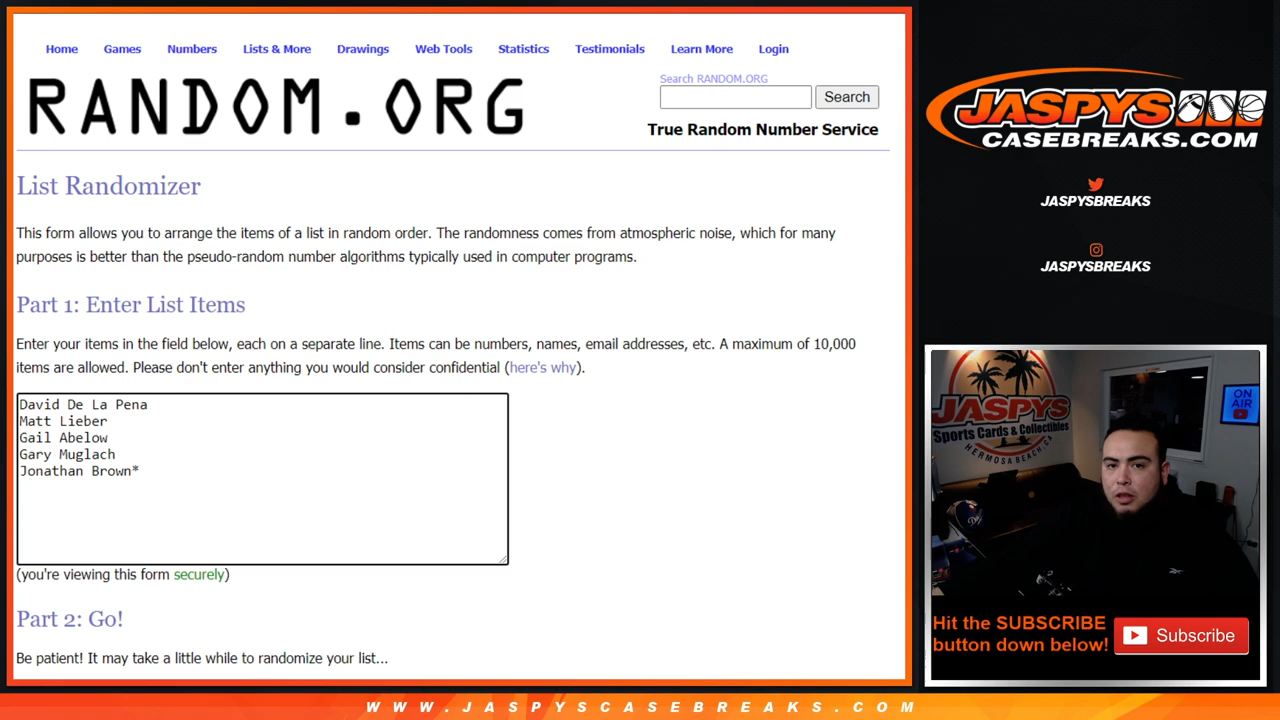 Home Games Numbers Lists & More Drawings Web Tools Statistics Testimonials Learn More Login
RANDOM.ORG
Search RANDOM.ORG
Search
True Random Number Service
List Randomizer
This form allows you to arrange the items of a list in random order. The randomness comes from atmospheric noise, which for many
purposes is better than the pseudo-random number algorithms typically used in computer programs.
Part 1: Enter List Items
Enter your items in the field below, each on a separate line. Items can be numbers, names, email addresses, etc. A maximum of 10,000
items are allowed. Please don't enter anything you would consider confidential (here's why).
David De La Pena
Matt Lieber
Gail Abelow
Gary Muglach
Jonathan Brown*
(you're viewing this form securely)
Part 2: Go!
Be patient! It may take a little while to randomize your list...
JASPYS
CASEBREAKS.COM
JASPYSBREAKS
JASPYSBREAKS
JASPYS
Sports Cards & Collectibles
HERMOSA BEACH, CA
ON
AIR
Hit the SUBSCRIBE
button down below!
Subscribe
WWW.JASPYSCASEBREAKS.COM